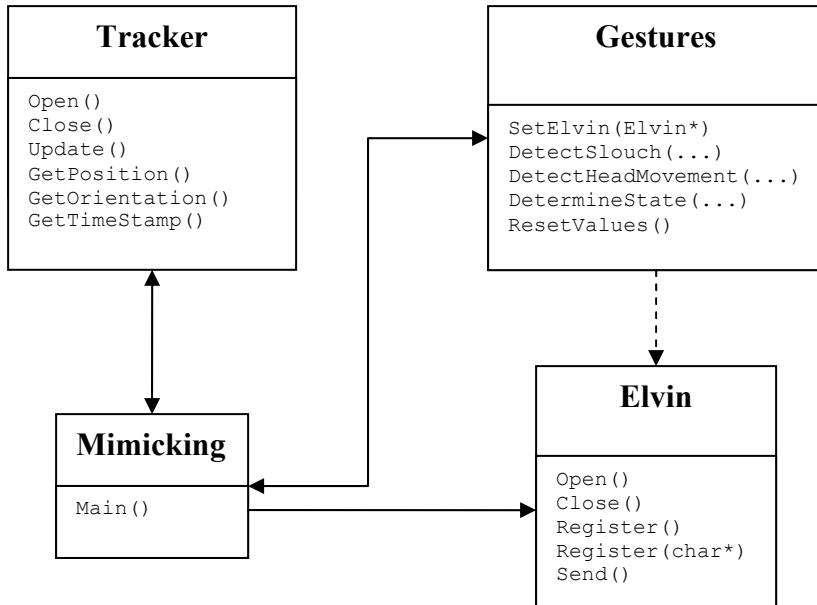 Tracker
Open()
Close()
Update()
GetPosition()
GetOrientation()
GetTimeStamp()
Gestures
SetElvin(Elvin*)
DetectSlouch(...)
DetectHeadMovement(...)
DetermineState(...)
ResetValues()
Mimicking
Main()
Elvin
Open()
Close()
Register()
Register(char*)
Send()